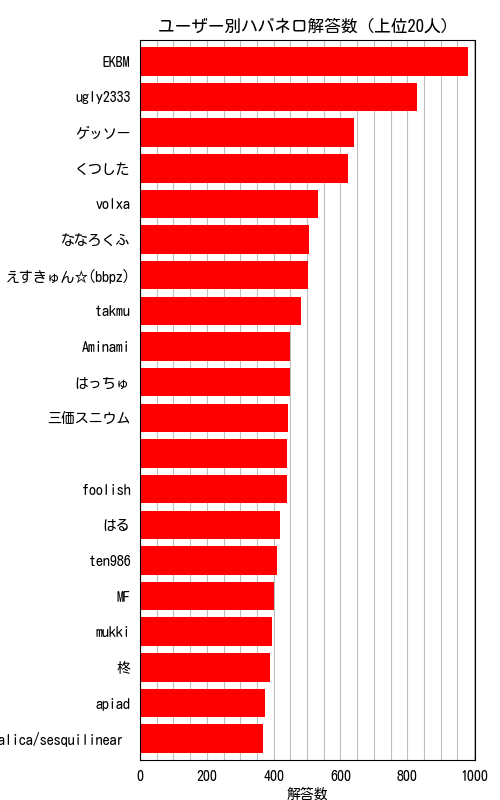 ユーザー別ハバネロ解答数 (上位20人)
EKBM
ugly2333
ゲッソー
くつした
volxa
ななろくふ
えすきゅん☆(bbpz)
takmu
Aminami
はっちゅ
三価スニウム
foolish
はる
ten986
MF
mukki
柊
apiad
alica/sesquilinear
0 200 400 600 800 1000
解答数